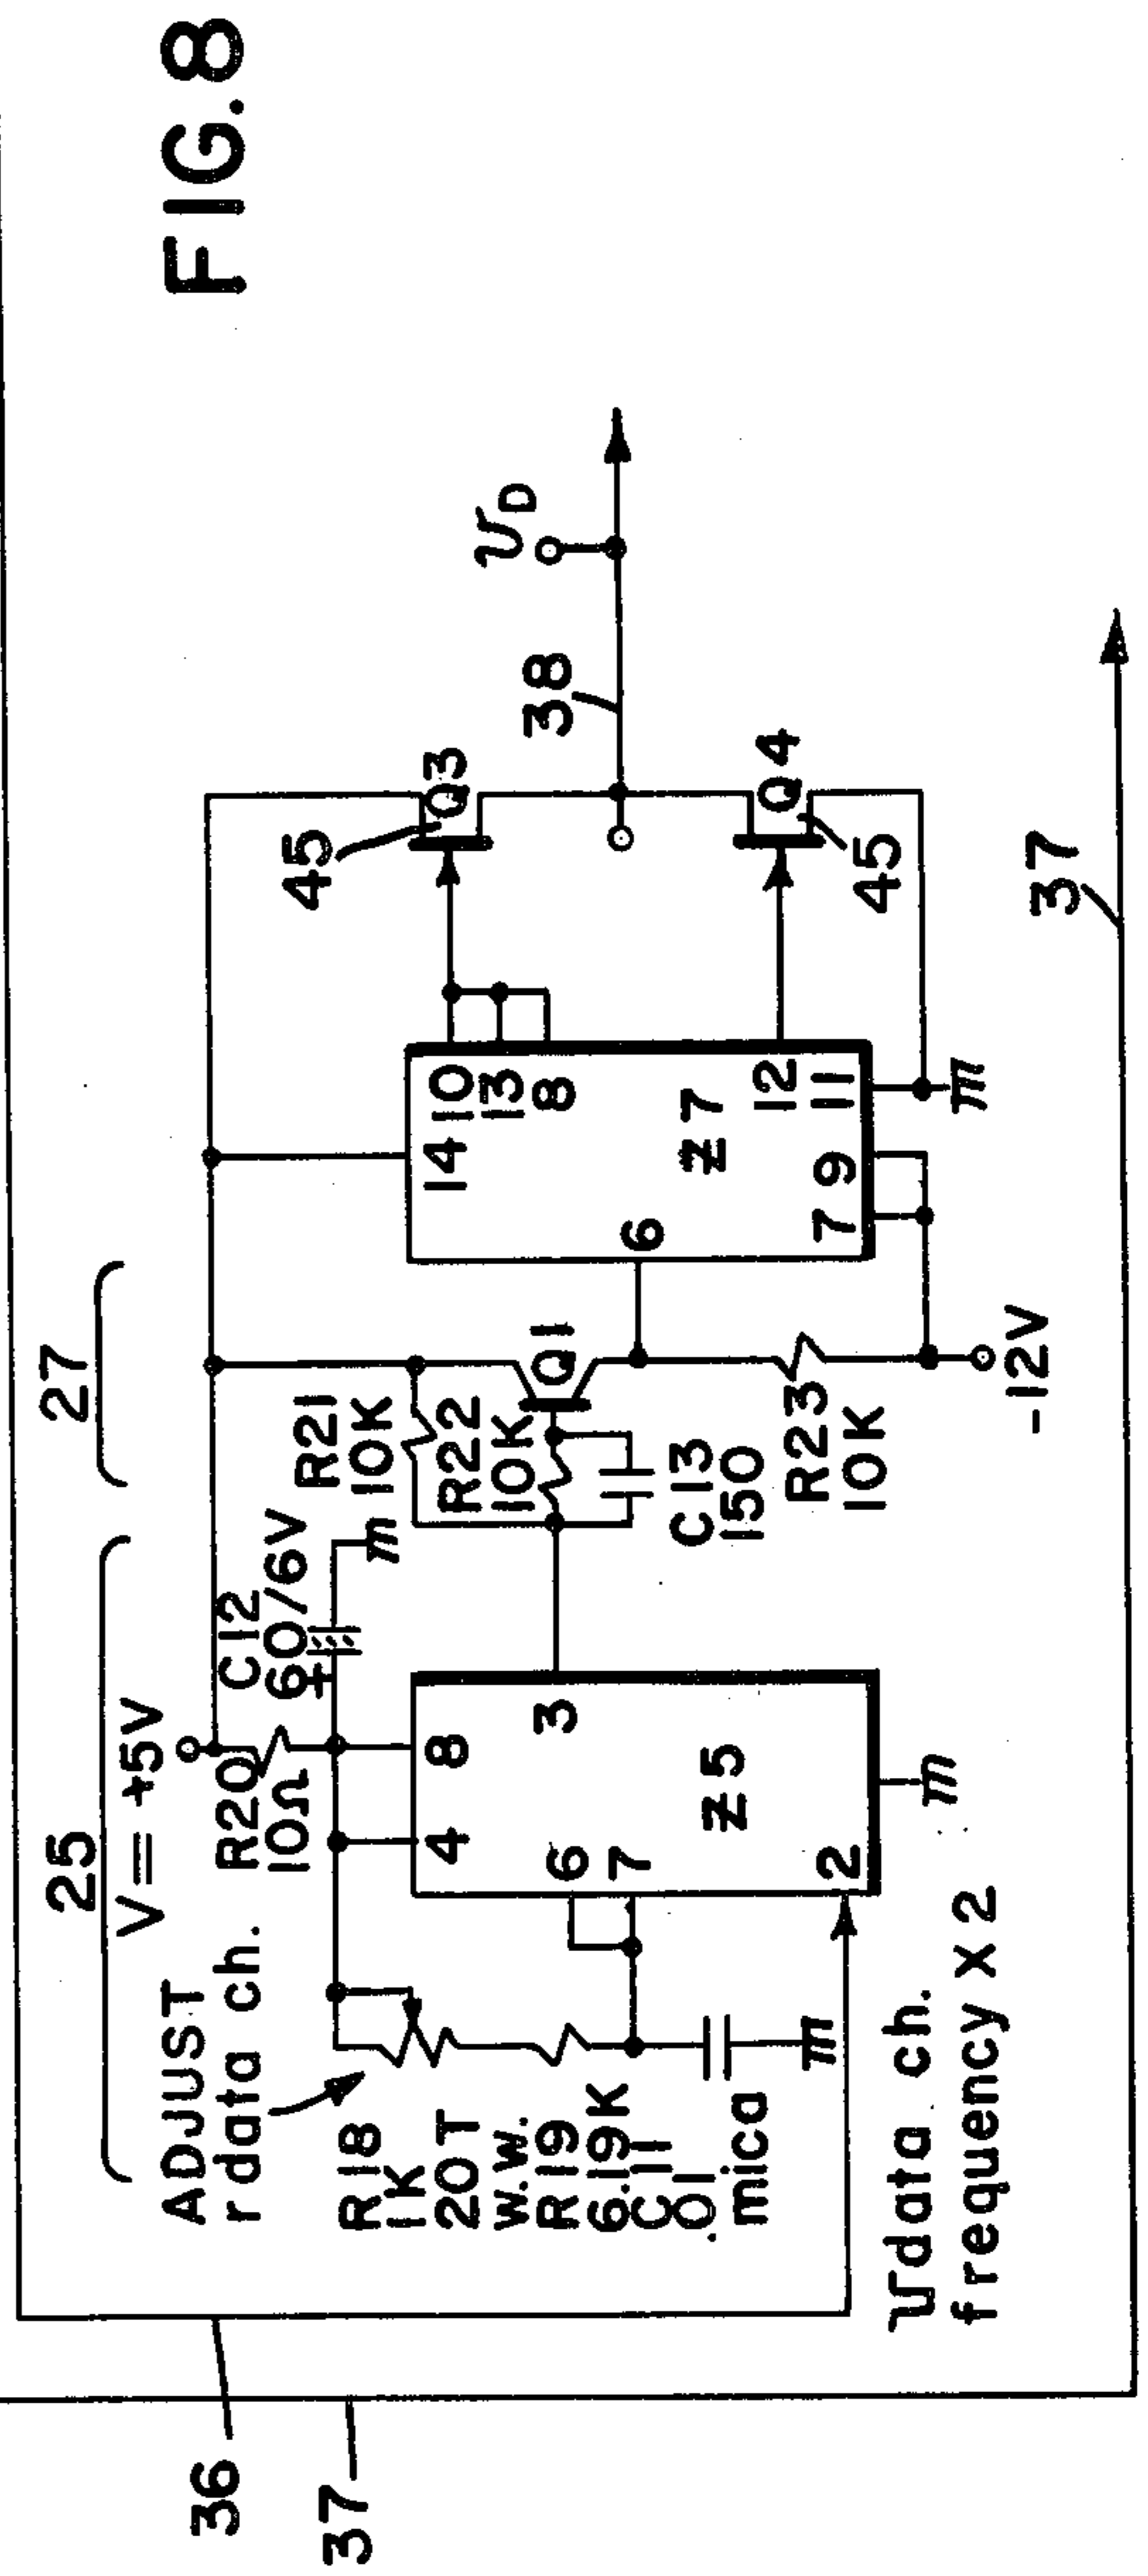 FIG.8
25
27
V = +5V
ADJUST
r data ch.
R20
10Ω
C12
60/6V
+
R18
1K
20T
W.W.
R19
6.19K
C11
.01
mica
4
8
6
7
3
Z5
2
R21
10K
R22
10K
C13
150
Q1
R23
10K
-12V
14
10
13
8
6
Z7
12
7
9
11
45
Q3
Q4
45
38
υD
υdata ch.
frequency X 2
36
37
37